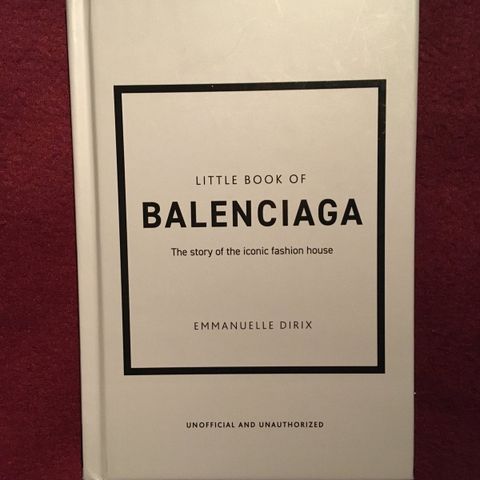 LITTLE BOOK OF
BALENCIAGA
The story of the iconic fashion house
EMMANUELLE DIRIX
UNOFFICIAL AND UNAUTHORIZED